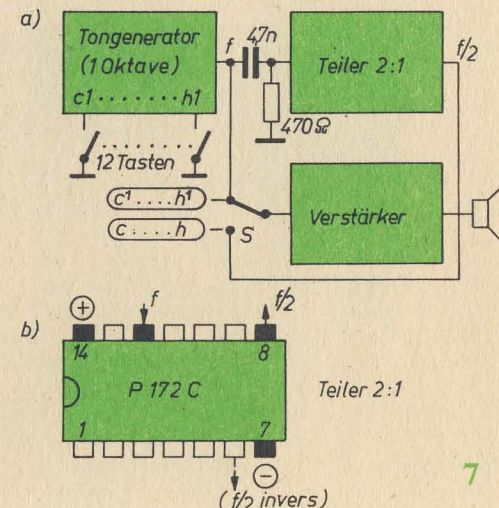 a)
Tongenerator
(1 Oktave)
c1.......h1
f
47n
470Ω
Teiler 2:1
f/2
12 Tasten
c¹....h¹
c....h
S
Verstärker
b)
+
f
f/2
14
8
P 172 C
1
7
Teiler 2:1
−
(f/2 invers)
7